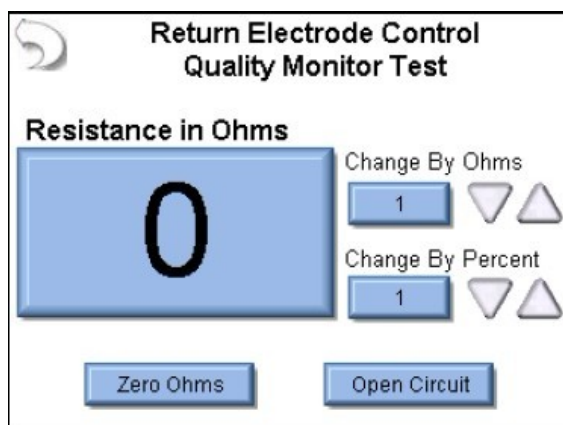 Return Electrode Control
Quality Monitor Test
Resistance in Ohms
0
Change By Ohms
1
Change By Percent
1
Zero Ohms
Open Circuit